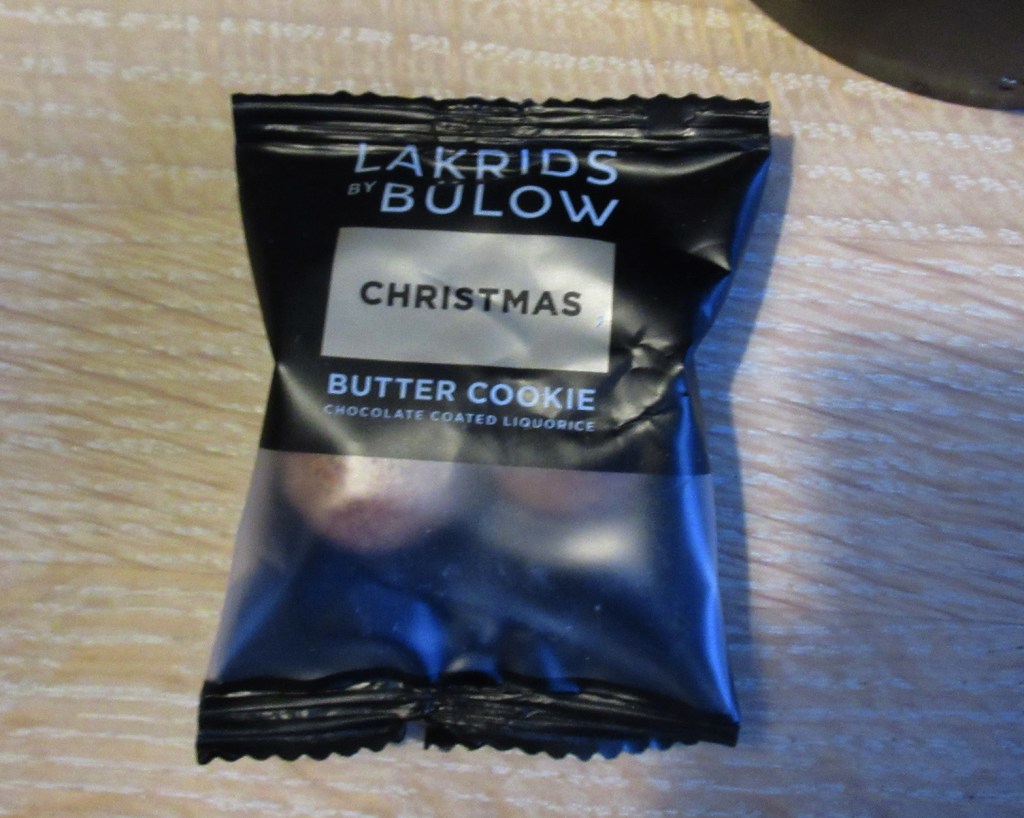 LAKRIDS
BY BÜLOW
CHRISTMAS
BUTTER COOKIE
CHOCOLATE COATED LIQUORICE